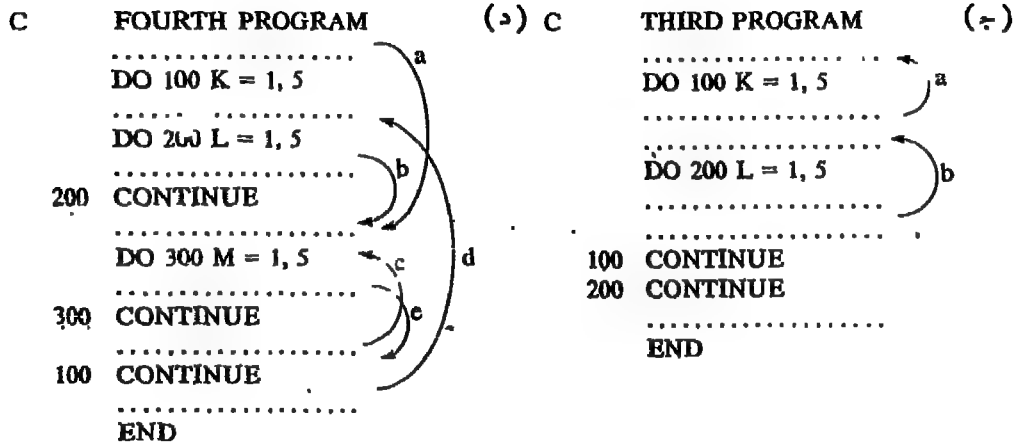 C FOURTH PROGRAM (د)
....................
DO 100 K = 1, 5
....................
DO 200 L = 1, 5
....................
200 CONTINUE
....................
DO 300 M = 1, 5
....................
300 CONTINUE
....................
100 CONTINUE
....................
END
a
b
c
d
e
C THIRD PROGRAM (ج)
....................
DO 100 K = 1, 5
....................
....................
DO 200 L = 1, 5
....................
....................
100 CONTINUE
200 CONTINUE
....................
END
a
b